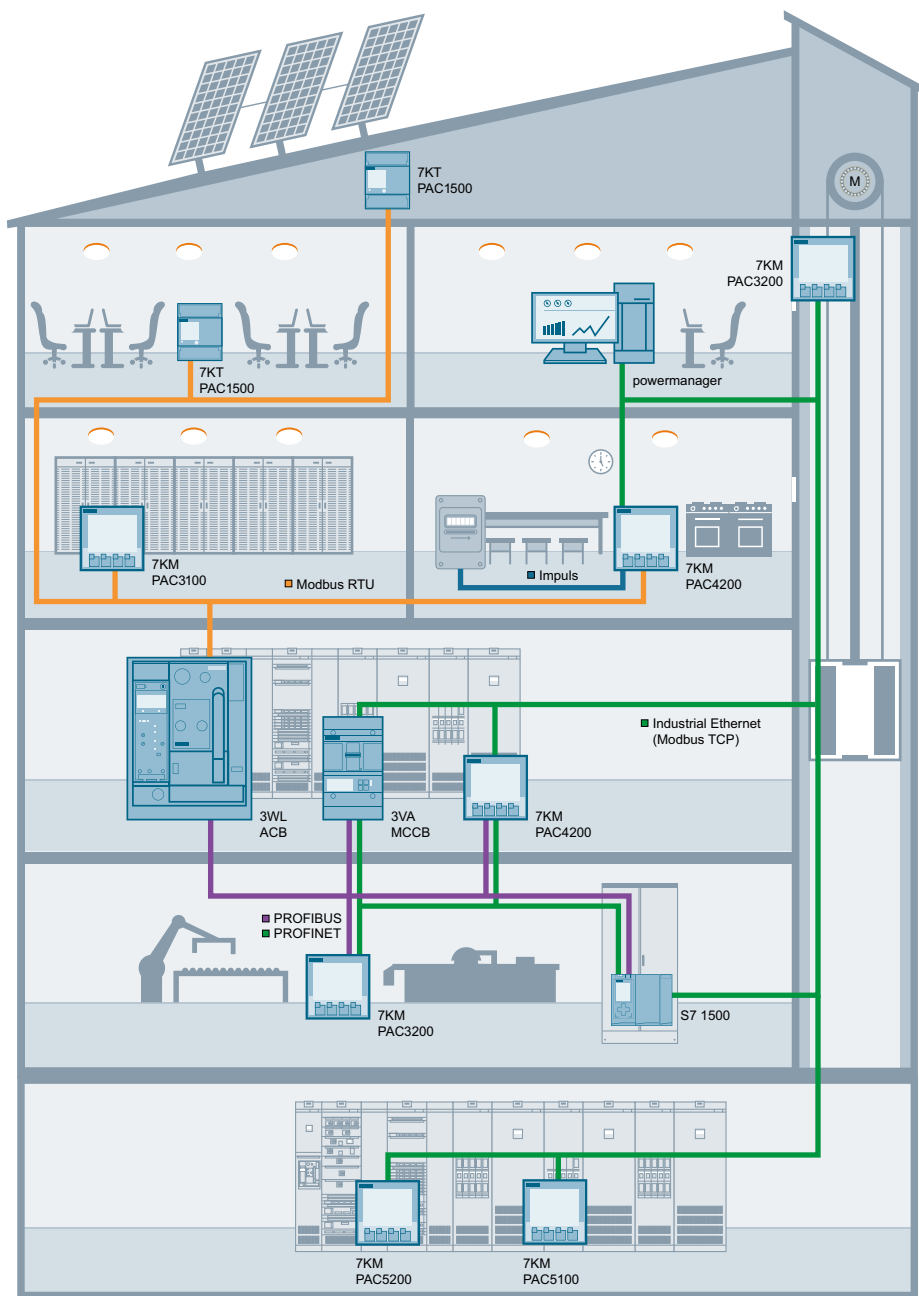 7KT
PAC1500
M
7KM
PAC3200
7KT
PAC1500
powermanager
7KM
PAC3100
Modbus RTU
Impuls
7KM
PAC4200
Industrial Ethernet
(Modbus TCP)
3WL
ACB
3VA
MCCB
7KM
PAC4200
PROFIBUS
PROFINET
7KM
PAC3200
S7 1500
7KM
PAC5200
7KM
PAC5100